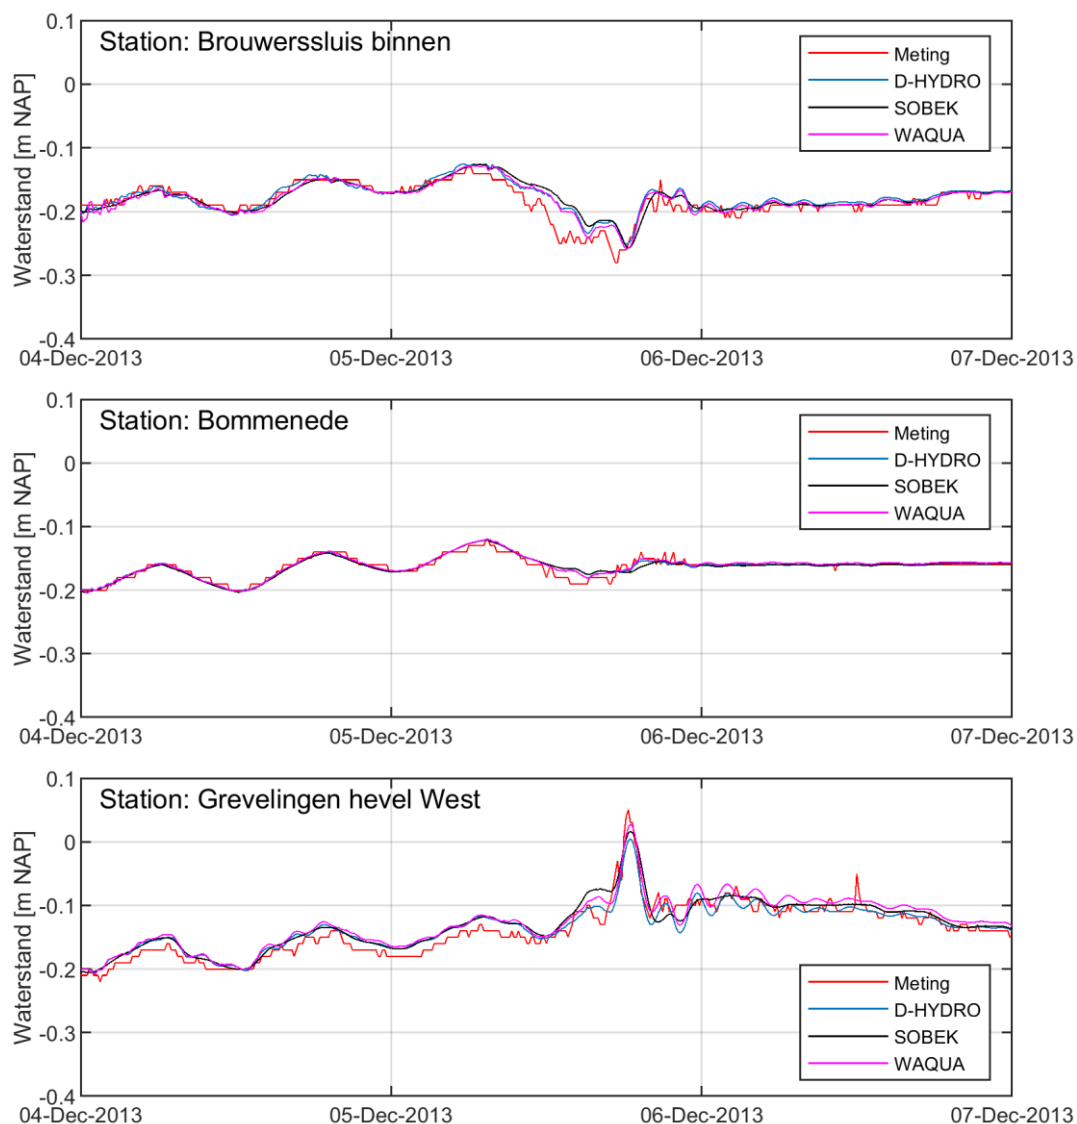 Station: Brouwerssluis binnen
Waterstand [m NAP]
0.1
0
-0.1
-0.2
-0.3
-0.4
04-Dec-2013 05-Dec-2013 06-Dec-2013 07-Dec-2013
Meting
D-HYDRO
SOBEK
WAQUA
Station: Bommenede
Waterstand [m NAP]
0.1
0
-0.1
-0.2
-0.3
-0.4
04-Dec-2013 05-Dec-2013 06-Dec-2013 07-Dec-2013
Meting
D-HYDRO
SOBEK
WAQUA
Station: Grevelingen hevel West
Waterstand [m NAP]
0.1
0
-0.1
-0.2
-0.3
-0.4
04-Dec-2013 05-Dec-2013 06-Dec-2013 07-Dec-2013
Meting
D-HYDRO
SOBEK
WAQUA